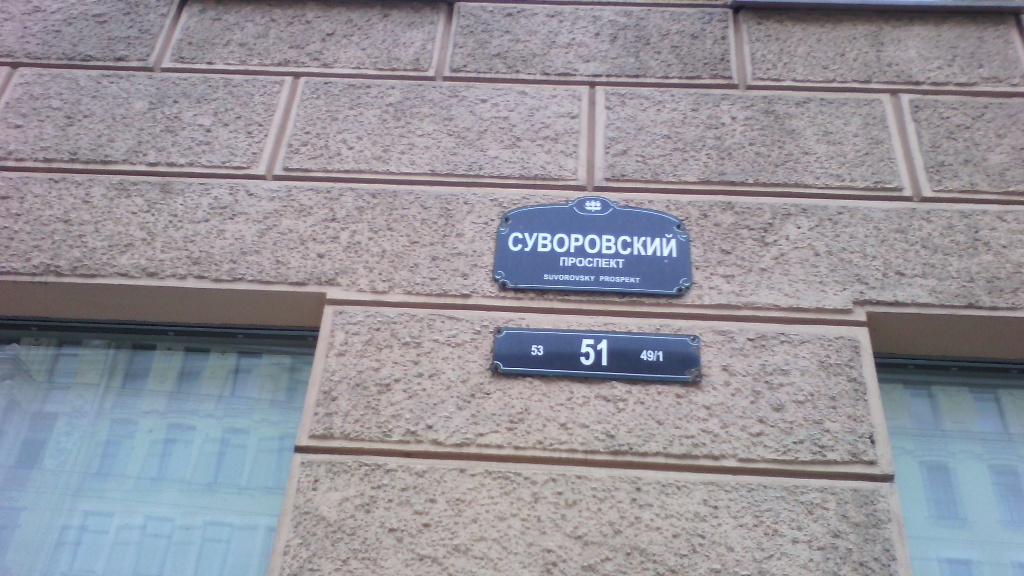 СУВОРОВСКИЙ
ПРОСПЕКТ
SUVOROVSKY PROSPEKT
53 51 49/1